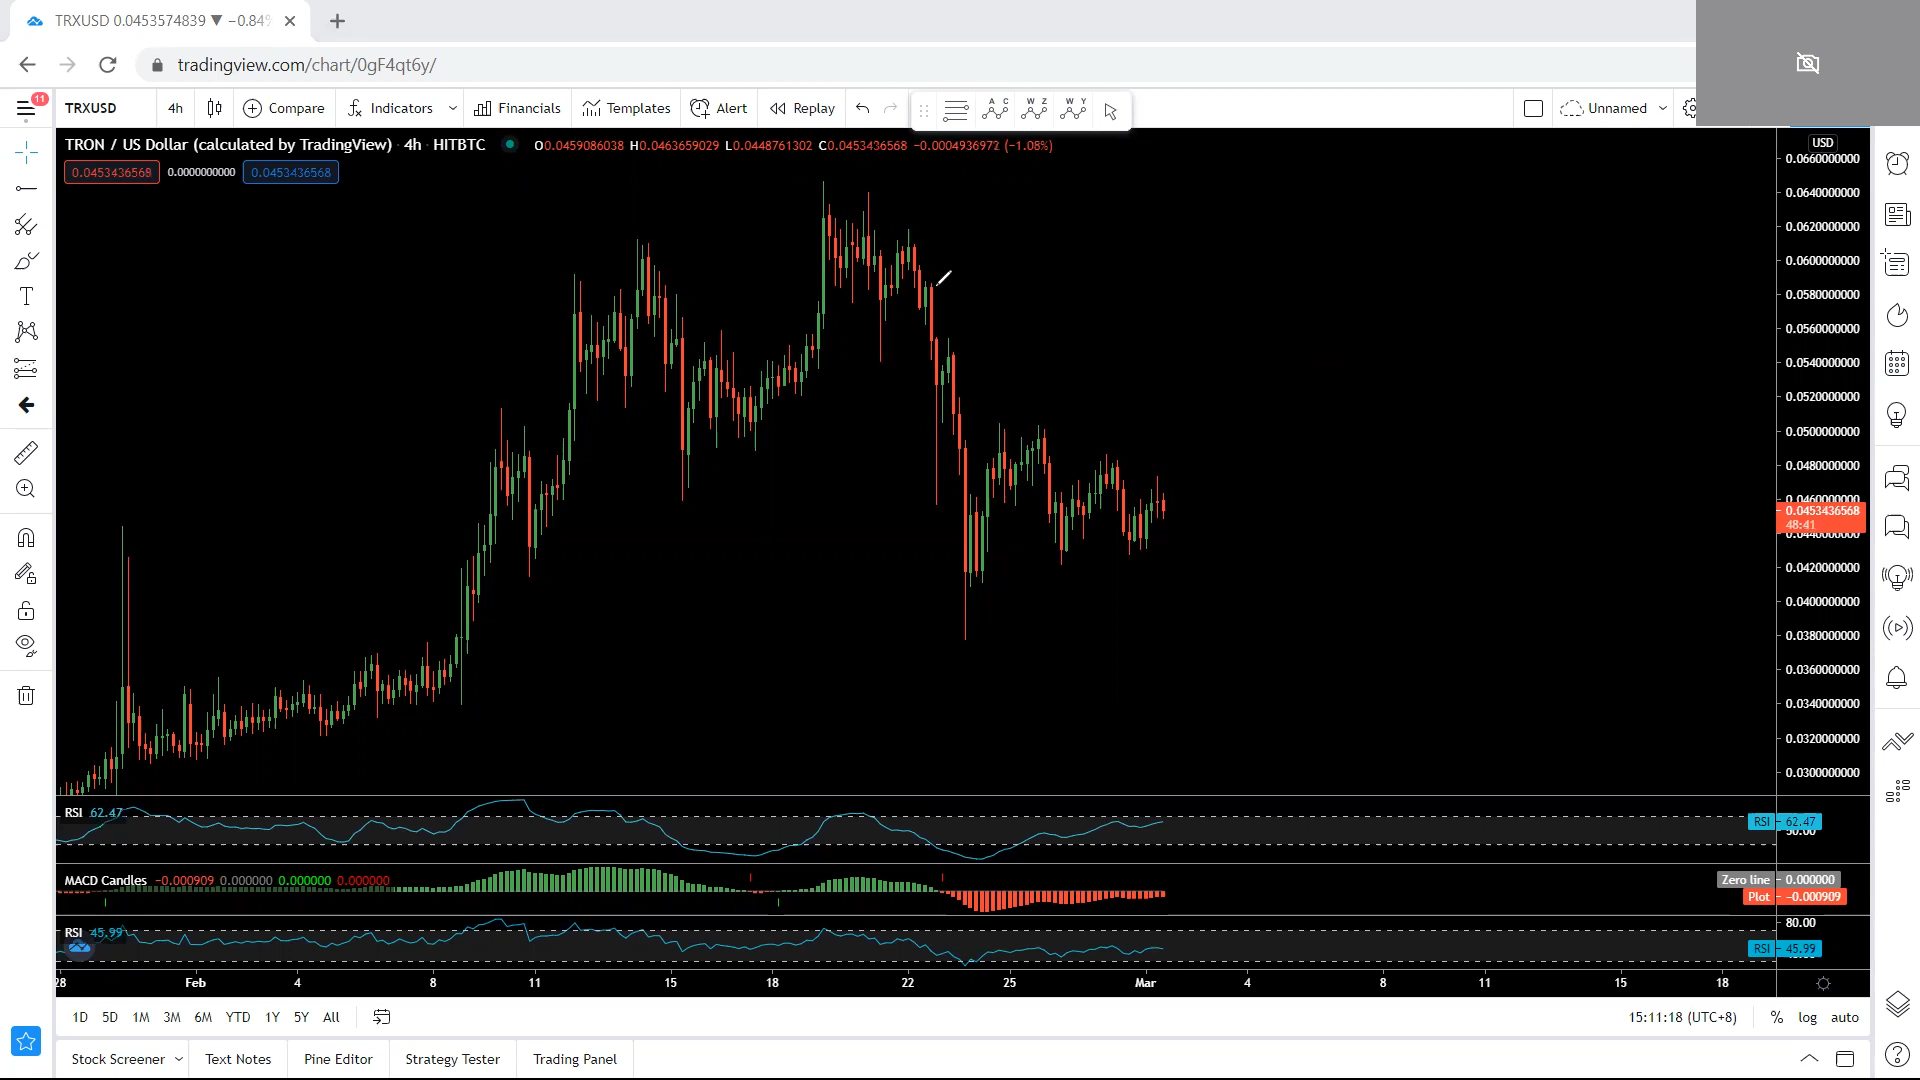 TRXUSD 0.0453574839 ▼ −0.84%
tradingview.com/chart/0gF4qt6y/
11
TRXUSD 4h Compare Indicators Financials Templates Alert Replay Unnamed
A C W Z W Y
TRON / US Dollar (calculated by TradingView) · 4h · HITBTC O0.0459086038 H0.0463659029 L0.0448761302 C0.0453436568 −0.0004936972 (−1.08%)
0.0453436568 0.0000000000 0.0453436568
USD
0.0660000000
0.0640000000
0.0620000000
0.0600000000
0.0580000000
0.0560000000
0.0540000000
0.0520000000
0.0500000000
0.0480000000
0.0460000000
0.0453436568
48:41
0.0440000000
0.0420000000
0.0400000000
0.0380000000
0.0360000000
0.0340000000
0.0320000000
0.0300000000
RSI 62.47
RSI 62.47
50.00
MACD Candles −0.000909 0.000000 0.000000 0.000000
Zero line 0.000000
Plot −0.000909
80.00
RSI 45.99
RSI 45.99
28 Feb 4 8 11 15 18 22 25 Mar 4 8 11 15 18
1D 5D 1M 3M 6M YTD 1Y 5Y All 15:11:18 (UTC+8) % log auto
Stock Screener Text Notes Pine Editor Strategy Tester Trading Panel